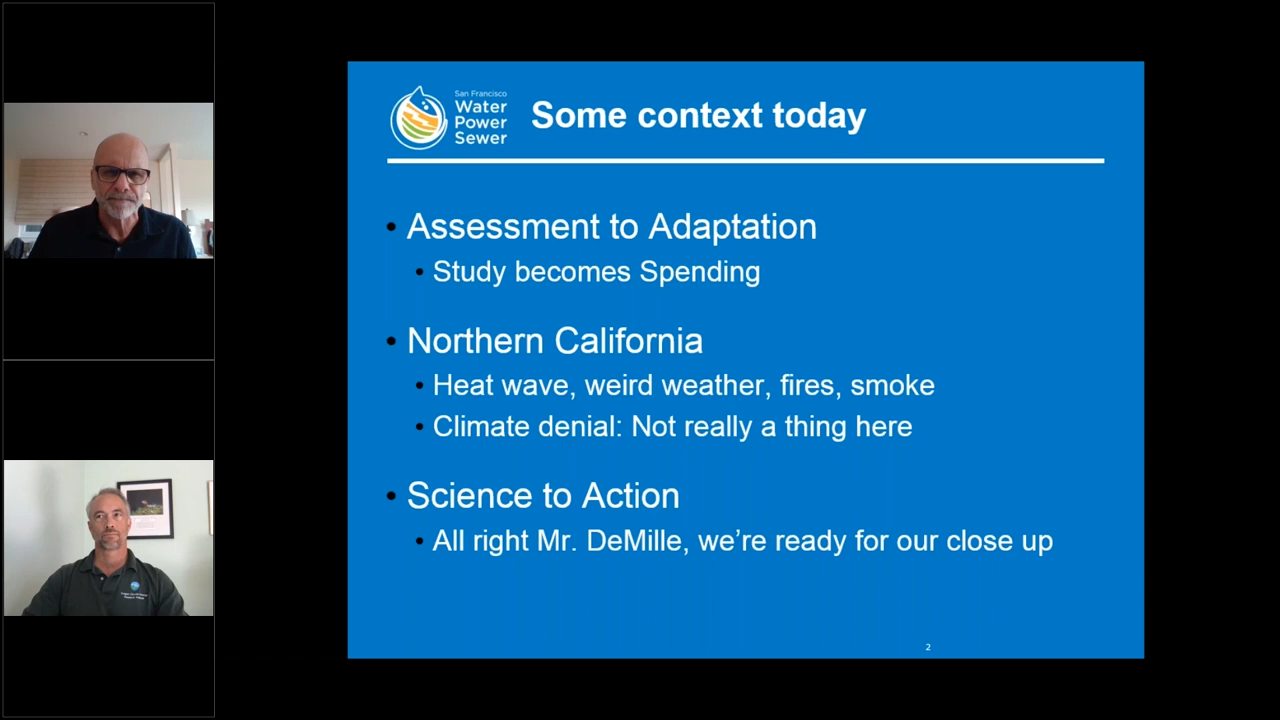 San Francisco
Water
Power
Sewer
Some context today
• Assessment to Adaptation
• Study becomes Spending
• Northern California
• Heat wave, weird weather, fires, smoke
• Climate denial: Not really a thing here
• Science to Action
• All right Mr. DeMille, we’re ready for our close up
2